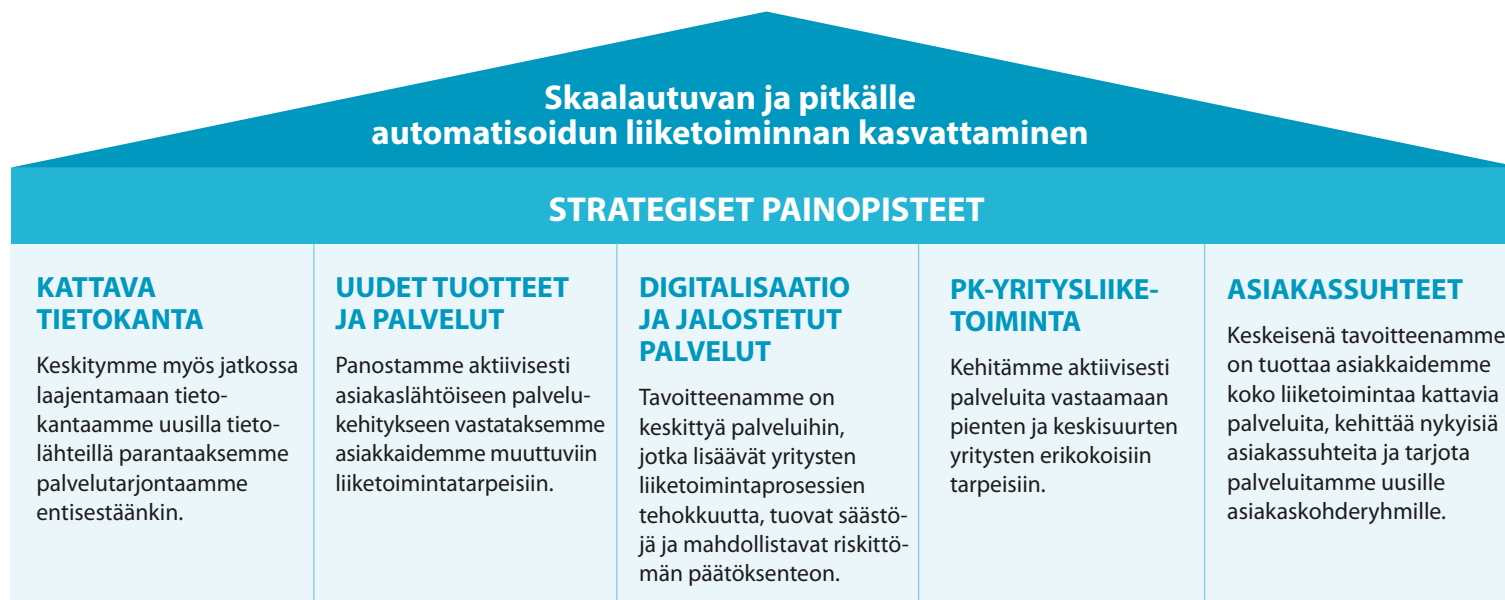 Skaalautuvan ja pitkälle
automatisoidun liiketoiminnan kasvattaminen
STRATEGISET PAINOPISTEET
KATTAVA
TIETOKANTA
Keskitymme myös jatkossa
laajentamaan tieto-
kantaamme uusilla tieto-
lähteillä parantaaksemme
palvelutarjontaamme
entisestäänkin.
UUDET TUOTTEET
JA PALVELUT
Panostamme aktiivisesti
asiakaslähtöiseen palvelu-
kehitykseen vastataksemme
asiakkaidemme muuttuviin
liiketoimintatarpeisiin.
DIGITALISAATIO
JA JALOSTETUT
PALVELUT
Tavoitteenamme on
keskittyä palveluihin,
jotka lisäävät yritysten
liiketoimintaprosessien
tehokkuutta, tuovat säästö-
jä ja mahdollistavat riskittö-
män päätöksenteon.
PK-YRITYSLIIKE-
TOIMINTA
Kehitämme aktiivisesti
palveluita vastaamaan
pienten ja keskisuurten
yritysten erikokoisiin
tarpeisiin.
ASIAKASSUHTEET
Keskeisenä tavoitteenamme
on tuottaa asiakkaidemme
koko liiketoimintaa kattavia
palveluita, kehittää nykyisiä
asiakassuhteita ja tarjota
palveluitamme uusille
asiakaskohderyhmille.